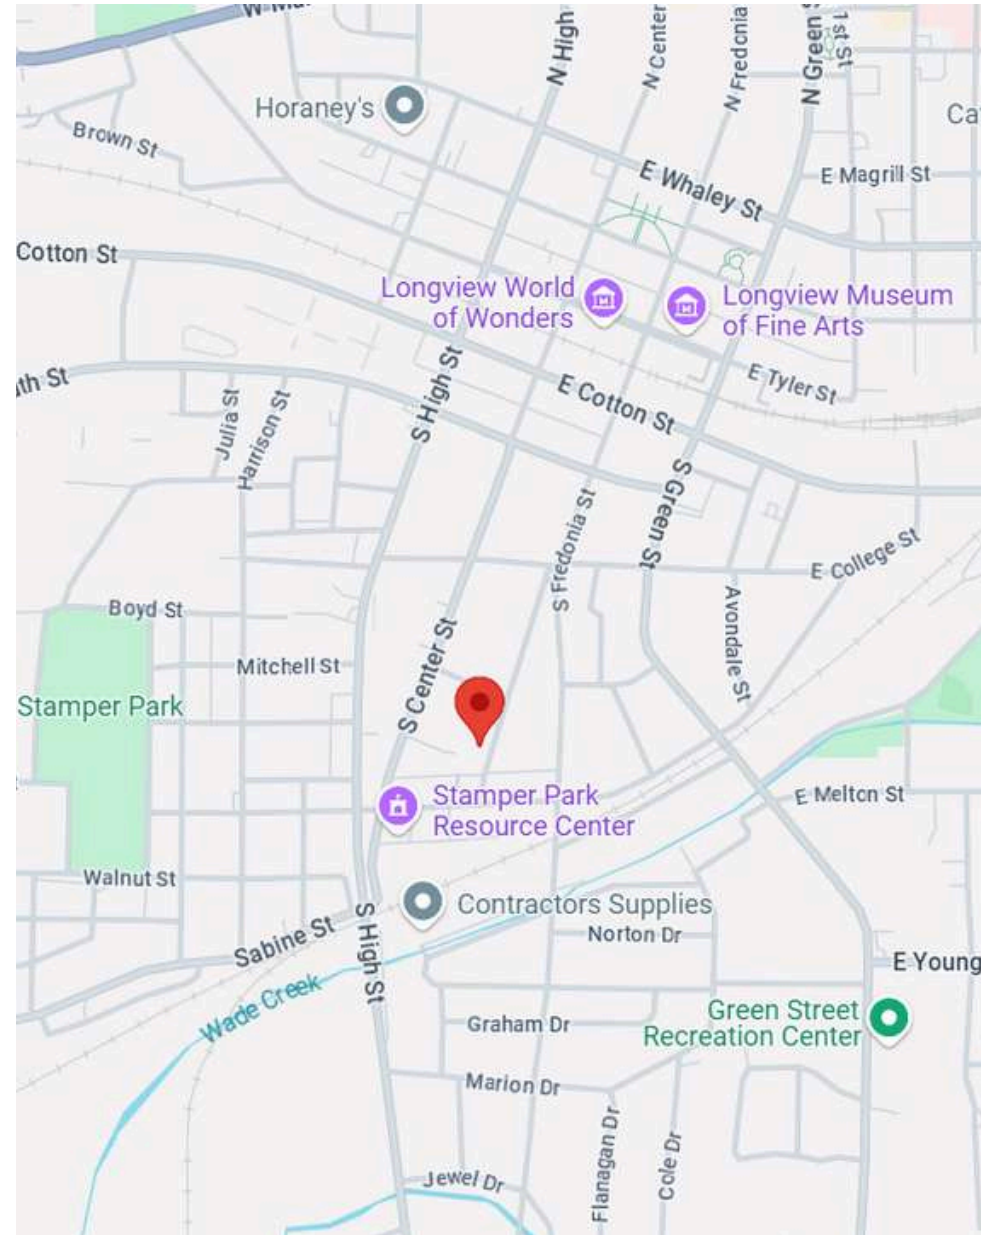 N High
N Center
N Fredonia
N Green
1st St
Horaney's
Brown St
E Whaley St
E Magrill St
Cotton St
Longview World
of Wonders
Longview Museum
of Fine Arts
E Tyler St
E Cotton St
S High St
Julia St
Harrison St
S Green St
S Fredonia St
E College St
Boyd St
Avondale St
Mitchell St
S Center St
Stamper Park
Stamper Park
Resource Center
E Melton St
Walnut St
Contractors Supplies
Sabine St
S High St
Norton Dr
E Young
Wade Creek
Green Street
Recreation Center
Graham Dr
Marion Dr
Flanagan Dr
Cole Dr
Jewel Dr